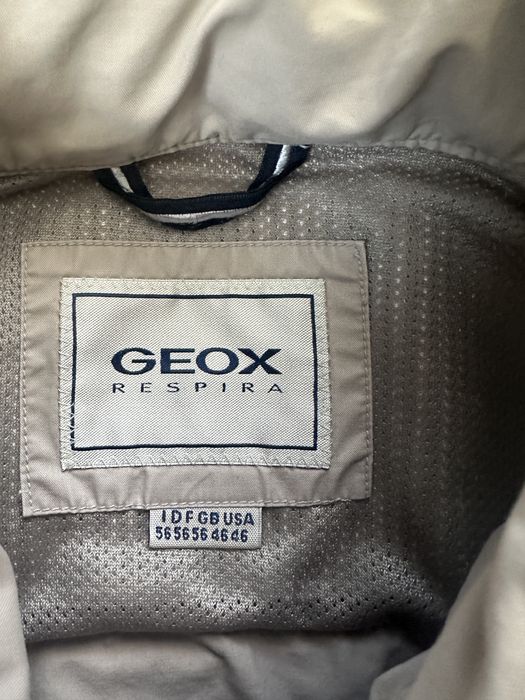 GEOX
RESPIRA
I D F GB USA
56 56 56 46 46